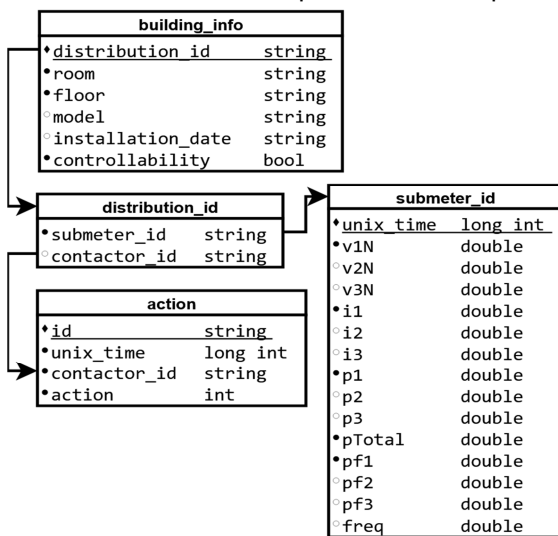 building_info
distribution_id string
room string
floor string
model string
installation_date string
controllability bool
distribution_id
submeter_id string
contactor_id string
action
id string
unix_time long int
contactor_id string
action int
submeter_id
unix_time long int
v1N double
v2N double
v3N double
i1 double
i2 double
i3 double
p1 double
p2 double
p3 double
pTotal double
pf1 double
pf2 double
pf3 double
freq double